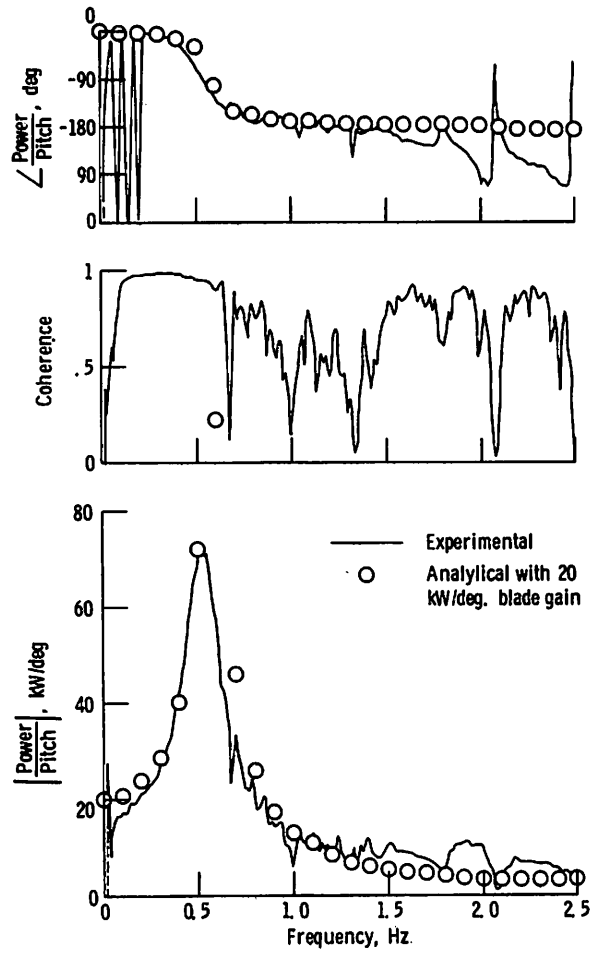 0
-90
-180
90
0
∠ Power/Pitch, deg
1
.5
0
Coherence
80
60
40
20
0
|Power/Pitch|, kW/deg
Experimental
Analylical with 20
kW/deg. blade gain
0 0.5 1.0 1.5 2.0 2.5
Frequency, Hz.